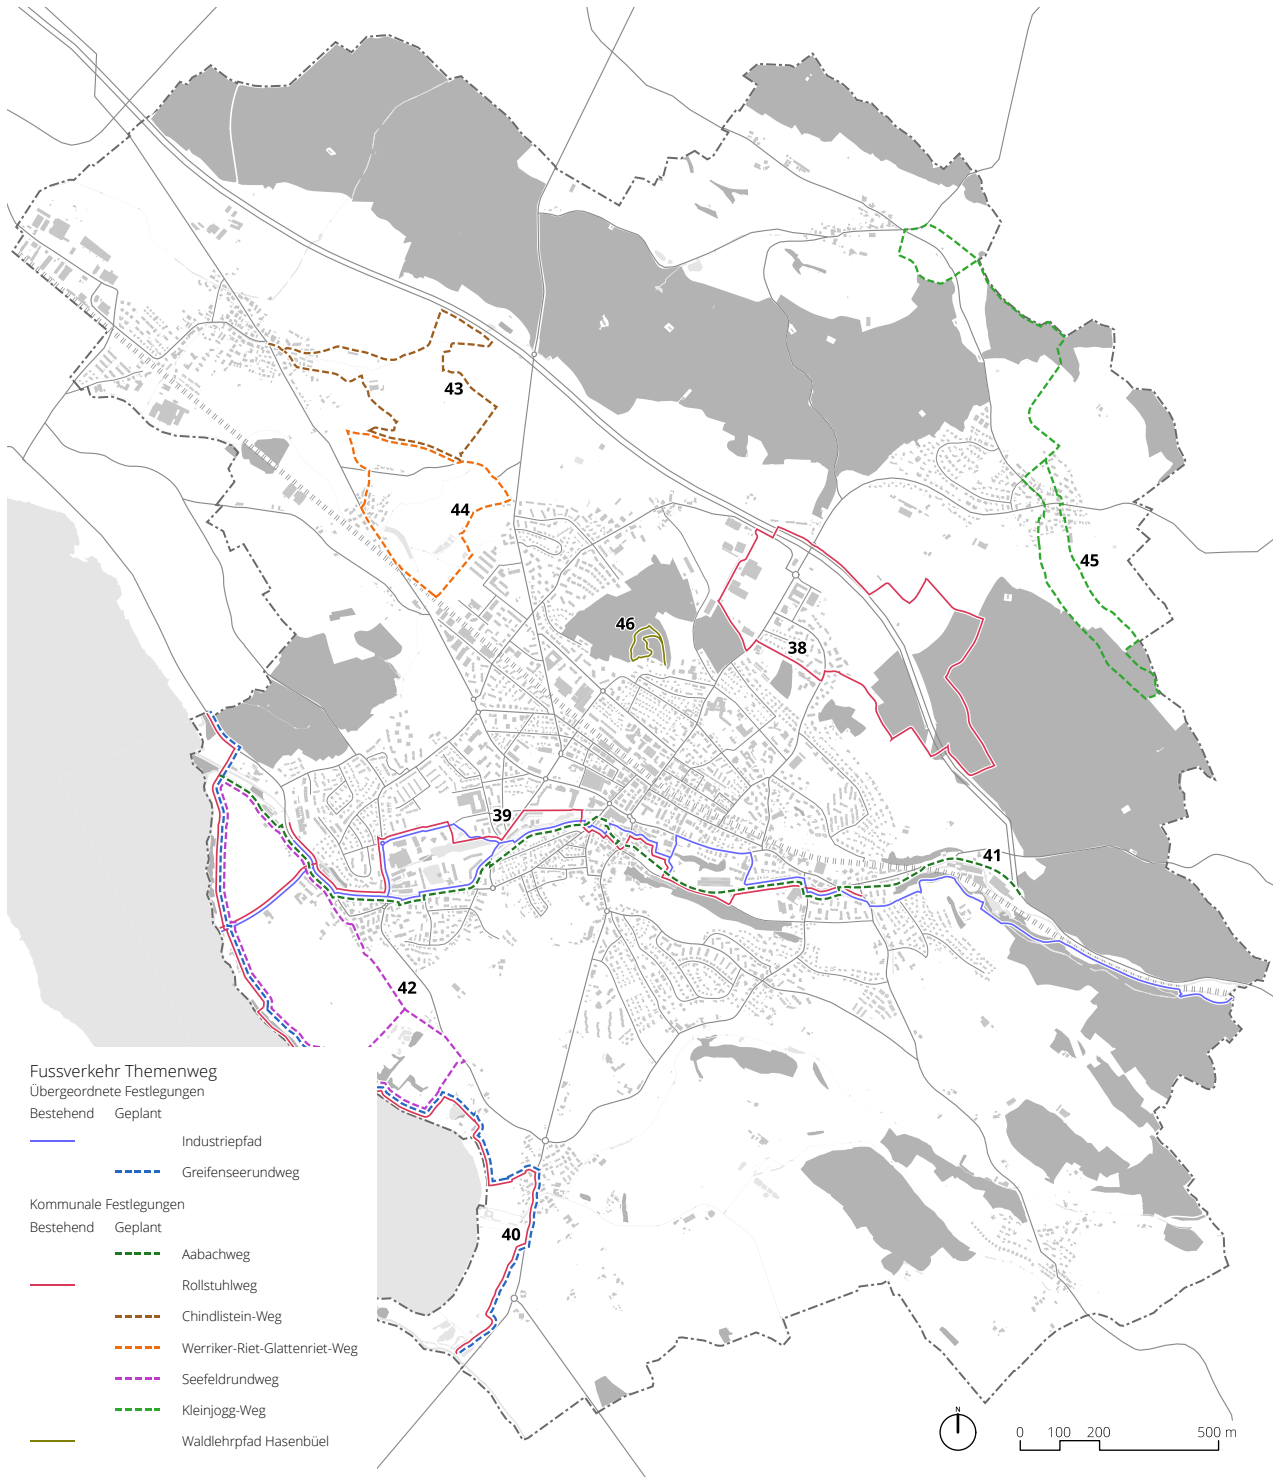 43
44
45
46
38
39
41
42
40
Fussverkehr Themenweg
Übergeordnete Festlegungen
Bestehend Geplant
Industriepfad
Greifenseerundweg
Kommunale Festlegungen
Bestehend Geplant
Aabachweg
Rollstuhlweg
Chindlistein-Weg
Werriker-Riet-Glattenriet-Weg
Seefeldrundweg
Kleinjogg-Weg
Waldlehrpfad Hasenbüel
N
0 100 200 500 m